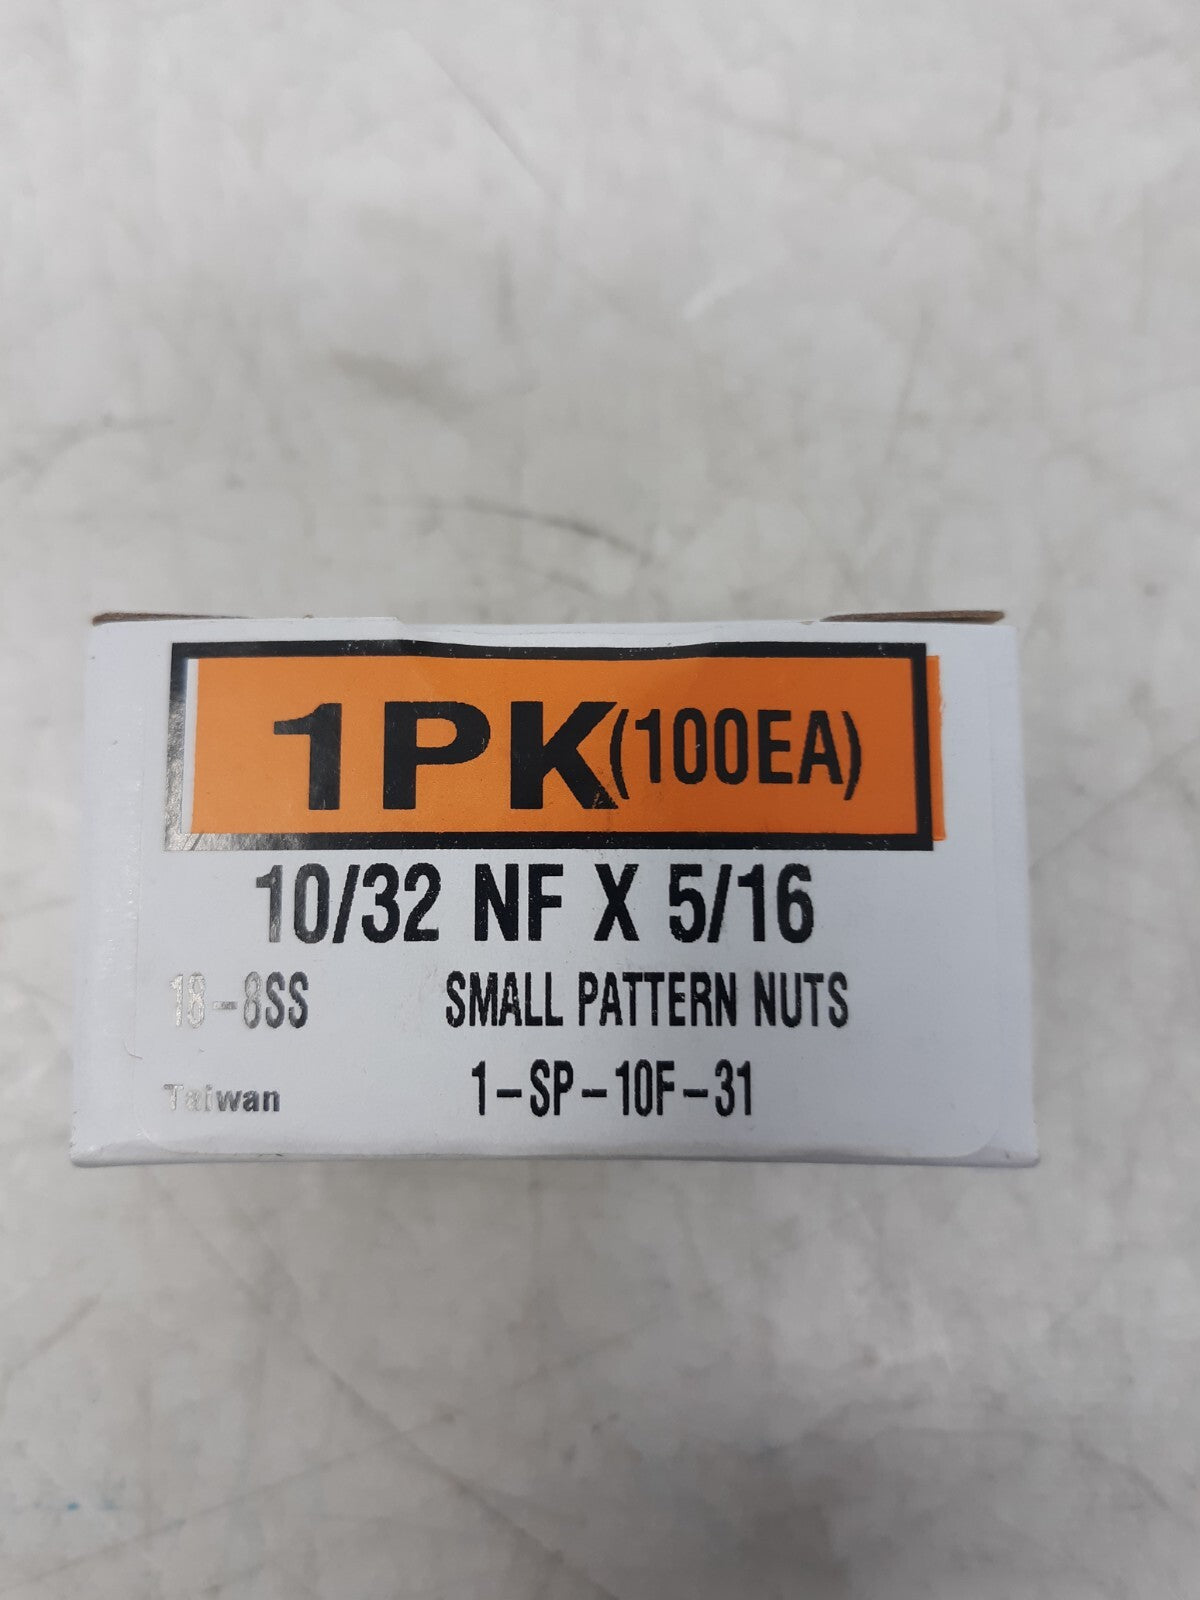 1PK(100EA)
10/32 NF X 5/16
18-8SS SMALL PATTERN NUTS
Taiwan 1-SP-10F-31